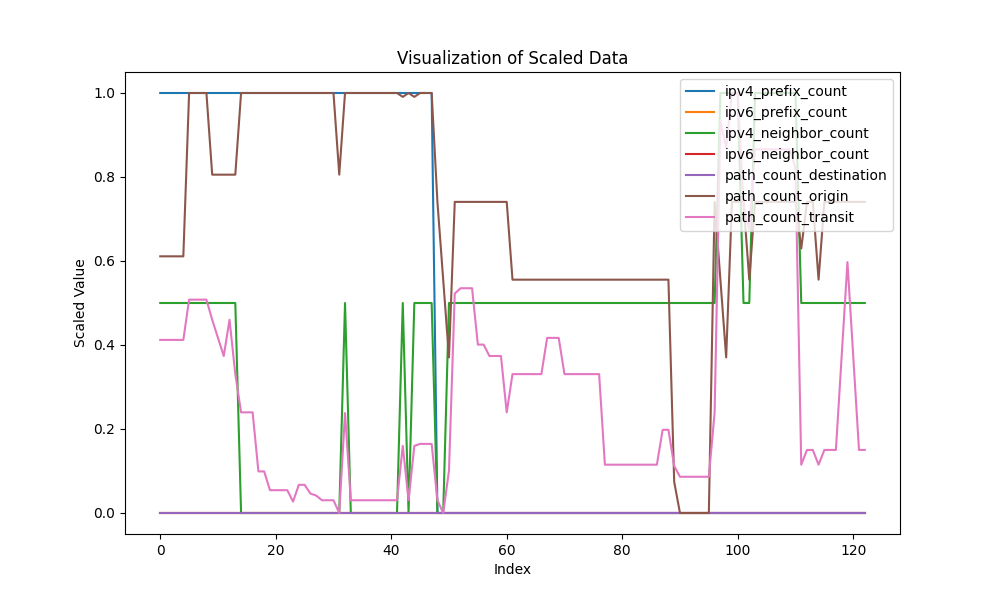 Visualization of Scaled Data
1.0
0.8
0.6
0.4
0.2
0.0
Scaled Value
ipv4_prefix_count
ipv6_prefix_count
ipv4_neighbor_count
ipv6_neighbor_count
path_count_destination
path_count_origin
path_count_transit
0 20 40 60 80 100 120
Index